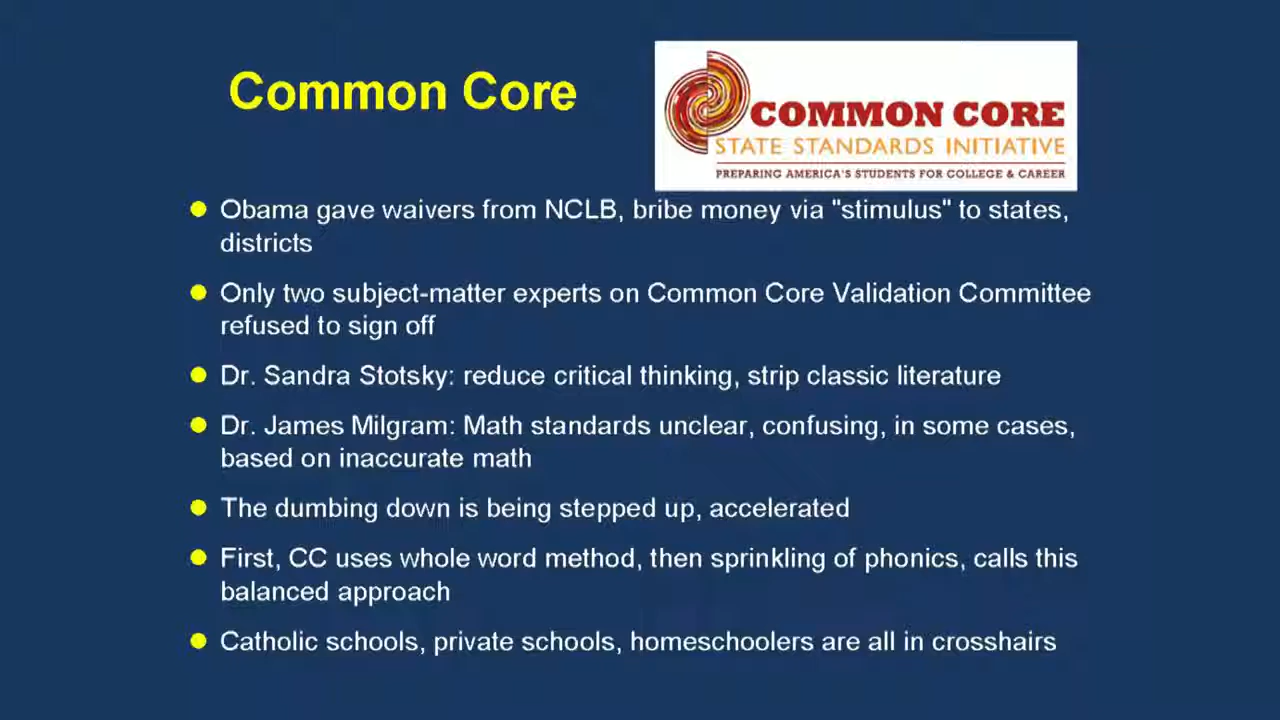 Common Core
COMMON CORE
STATE STANDARDS INITIATIVE
PREPARING AMERICA'S STUDENTS FOR COLLEGE & CAREER
Obama gave waivers from NCLB, bribe money via "stimulus" to states,
districts
Only two subject-matter experts on Common Core Validation Committee
refused to sign off
Dr. Sandra Stotsky: reduce critical thinking, strip classic literature
Dr. James Milgram: Math standards unclear, confusing, in some cases,
based on inaccurate math
The dumbing down is being stepped up, accelerated
First, CC uses whole word method, then sprinkling of phonics, calls this
balanced approach
Catholic schools, private schools, homeschoolers are all in crosshairs